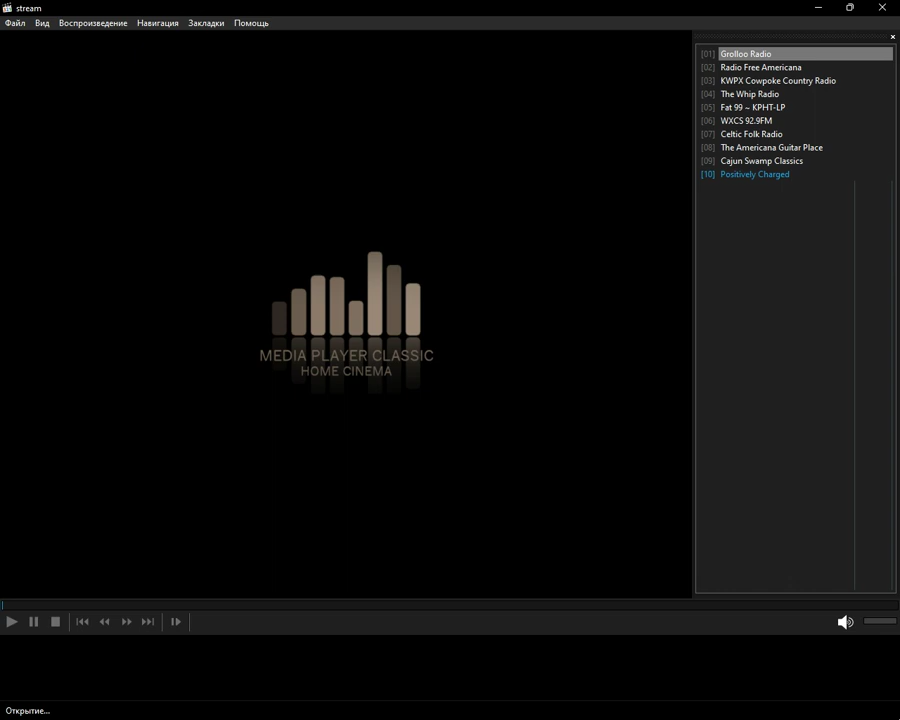 stream
Файл Вид Воспроизведение Навигация Закладки Помощь
[01] Grolloo Radio
[02] Radio Free Americana
[03] KWPX Cowpoke Country Radio
[04] The Whip Radio
[05] Fat 99 ~ KPHT-LP
[06] WXCS 92.9FM
[07] Celtic Folk Radio
[08] The Americana Guitar Place
[09] Cajun Swamp Classics
[10] Positively Charged
MEDIA PLAYER CLASSIC
HOME CINEMA
Открытие...